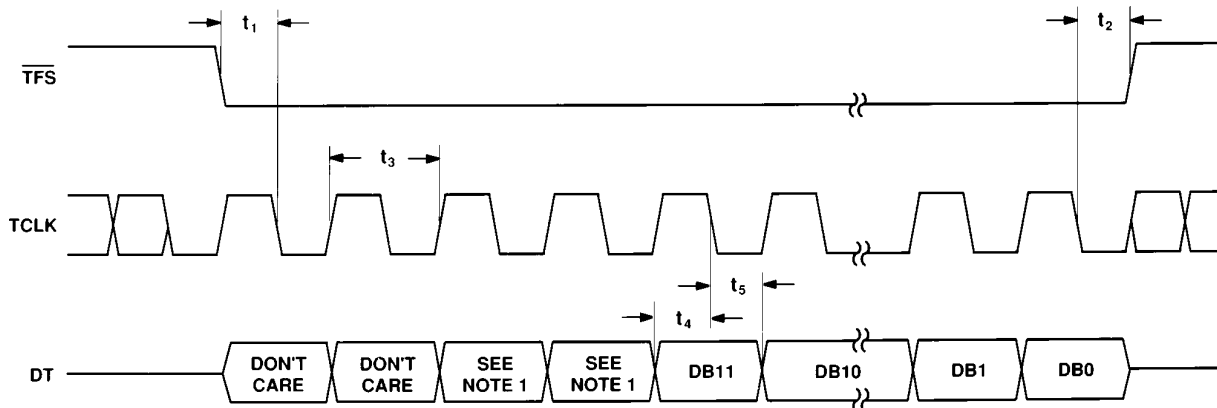 t1
t2
TFS
t3
TCLK
t5
t4
DT
DON'T CARE
DON'T CARE
SEE NOTE 1
SEE NOTE 1
DB11
DB10
DB1
DB0